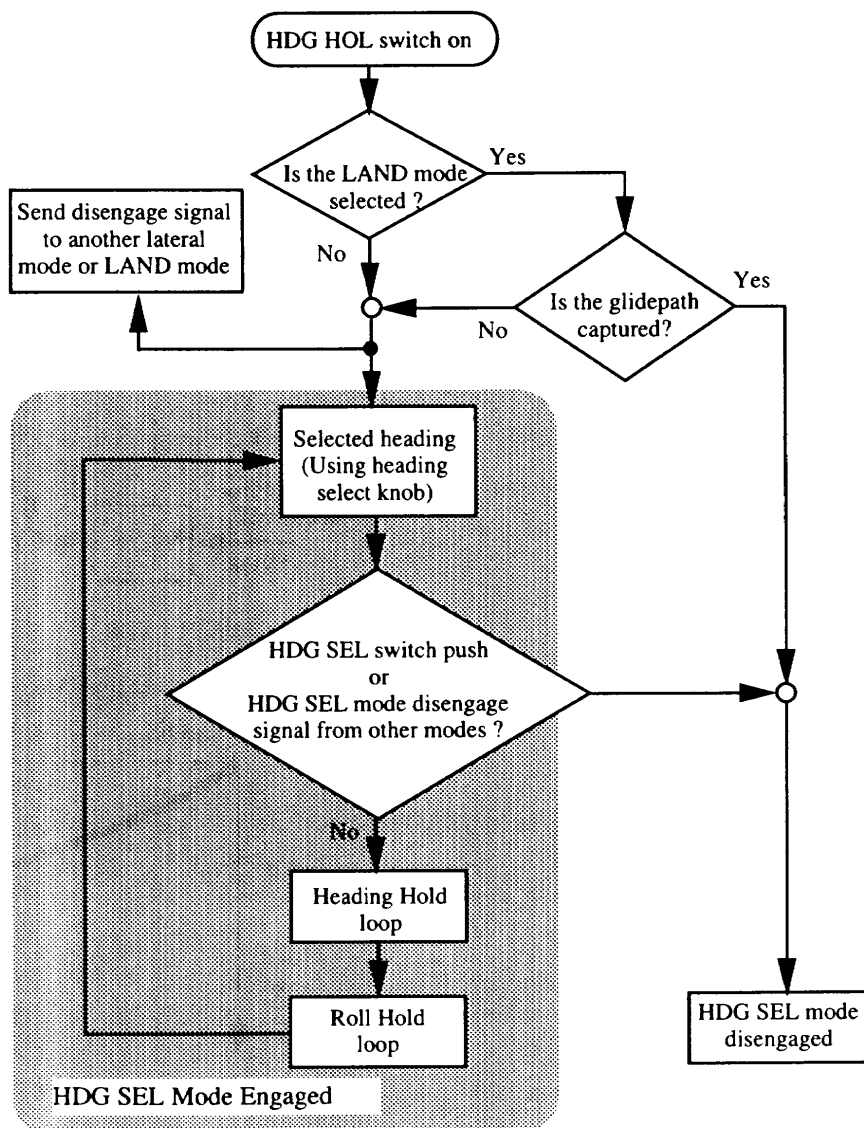 HDG HOL switch on
Is the LAND mode
selected ?
Yes
No
Send disengage signal
to another lateral
mode or LAND mode
Is the glidepath
captured?
Yes
No
Selected heading
(Using heading
select knob)
HDG SEL switch push
or
HDG SEL mode disengage
signal from other modes ?
No
Heading Hold
loop
Roll Hold
loop
HDG SEL mode
disengaged
HDG SEL Mode Engaged